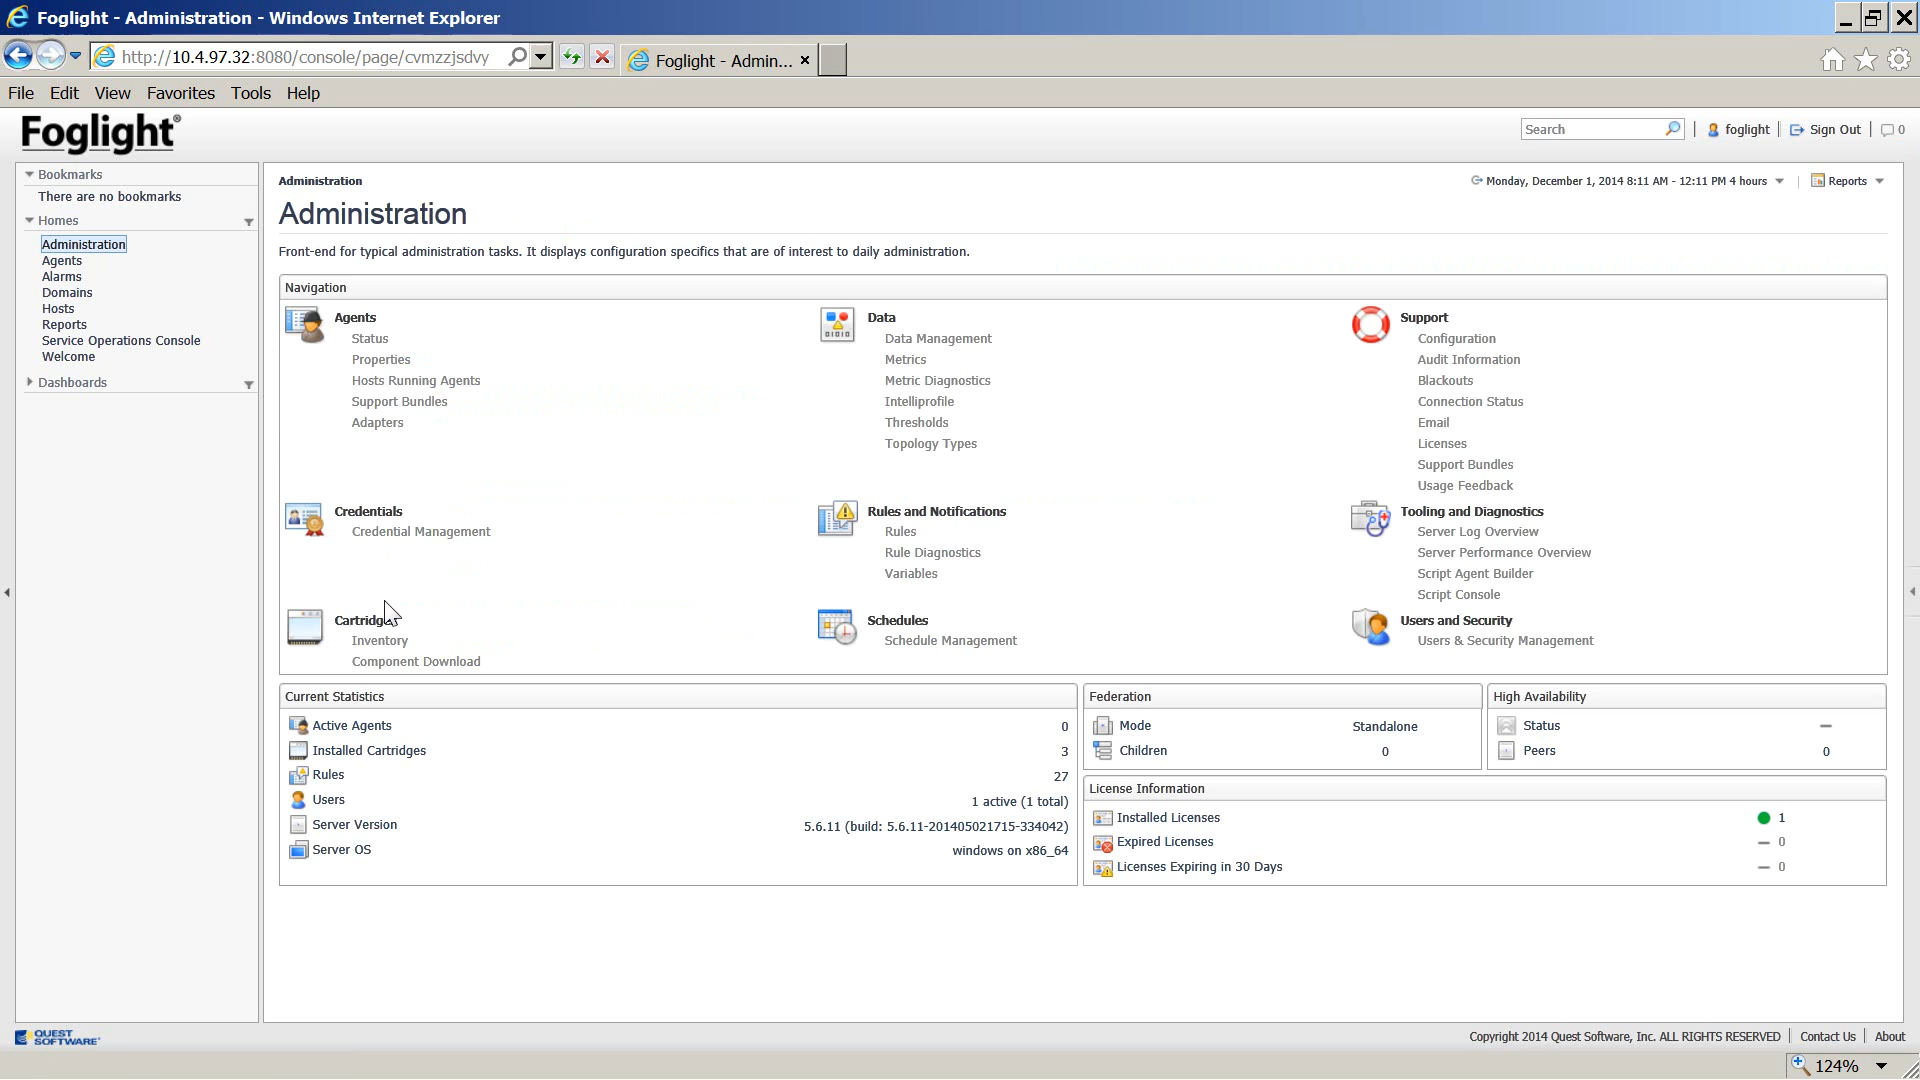 Foglight - Administration - Windows Internet Explorer
http://10.4.97.32:8080/console/page/cvmzzjsdvy
Foglight - Admin...
File Edit View Favorites Tools Help
Foglight®
Search
foglight
Sign Out
0
Bookmarks
There are no bookmarks
Homes
Administration
Agents
Alarms
Domains
Hosts
Reports
Service Operations Console
Welcome
Dashboards
Administration
Monday, December 1, 2014 8:11 AM - 12:11 PM 4 hours
Reports
Administration
Front-end for typical administration tasks. It displays configuration specifics that are of interest to daily administration.
Navigation
Agents
Status
Properties
Hosts Running Agents
Support Bundles
Adapters
Data
Data Management
Metrics
Metric Diagnostics
Intelliprofile
Thresholds
Topology Types
Support
Configuration
Audit Information
Blackouts
Connection Status
Email
Licenses
Support Bundles
Usage Feedback
Credentials
Credential Management
Rules and Notifications
Rules
Rule Diagnostics
Variables
Tooling and Diagnostics
Server Log Overview
Server Performance Overview
Script Agent Builder
Script Console
Inventory
Component Download
Schedules
Schedule Management
Users and Security
Users & Security Management
Current Statistics
Active Agents 0
Installed Cartridges 3
Rules 27
Users 1 active (1 total)
Server Version 5.6.11 (build: 5.6.11-201405021715-334042)
Server OS windows on x86_64
Federation
Mode Standalone
Children 0
High Availability
Status –
Peers 0
License Information
Installed Licenses 1
Expired Licenses – 0
Licenses Expiring in 30 Days – 0
QUEST
SOFTWARE
Copyright 2014 Quest Software, Inc. ALL RIGHTS RESERVED
Contact Us
About
124%